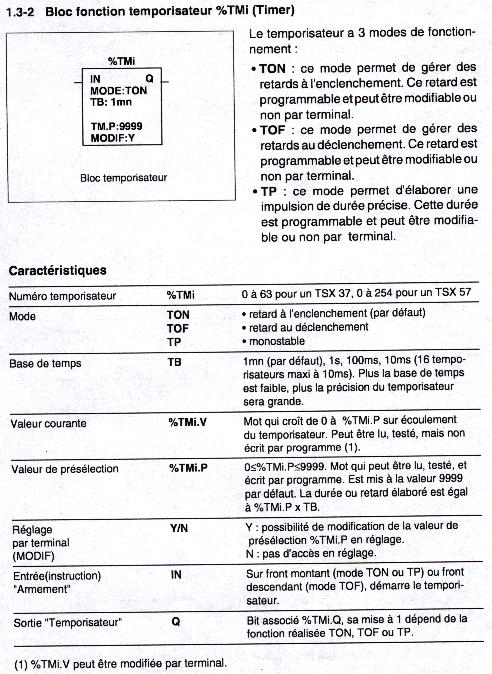 1.3-2 Bloc fonction temporisateur %TMi (Timer)
%TMi
IN Q
MODE:TON
TB: 1mn
TM.P:9999
MODIF:Y
Bloc temporisateur
Le temporisateur a 3 modes de fonction-
nement :
• TON : ce mode permet de gérer des
retards à l'enclenchement. Ce retard est
programmable et peut être modifiable ou
non par terminal.
• TOF : ce mode permet de gérer des
retards au déclenchement. Ce retard est
programmable et peut être modifiable ou
non par terminal.
• TP : ce mode permet d'élaborer une
impulsion de durée précise. Cette durée
est programmable et peut être modifia-
ble ou non par terminal.
Caractéristiques
Numéro temporisateur %TMi 0 à 63 pour un TSX 37, 0 à 254 pour un TSX 57
Mode TON • retard à l'enclenchement (par défaut)
TOF • retard au déclenchement
TP • monostable
Base de temps TB 1mn (par défaut), 1s, 100ms, 10ms (16 tempo-
risateurs maxi à 10ms). Plus la base de temps
est faible, plus la précision du temporisateur
sera grande.
Valeur courante %TMi.V Mot qui croît de 0 à %TMi.P sur écoulement
du temporisateur. Peut être lu, testé, mais non
écrit par programme (1).
Valeur de présélection %TMi.P 0≤%TMi.P≤9999. Mot qui peut être lu, testé, et
écrit par programme. Est mis à la valeur 9999
par défaut. La durée ou retard élaboré est égal
à %TMi.P x TB.
Réglage Y/N Y : possibilité de modification de la valeur de
par terminal présélection %TMi.P en réglage.
(MODIF) N : pas d'accès en réglage.
Entrée(instruction) IN Sur front montant (mode TON ou TP) ou front
"Armement" descendant (mode TOF), démarre le tempori-
sateur.
Sortie "Temporisateur" Q Bit associé %TMi.Q, sa mise à 1 dépend de la
fonction réalisée TON, TOF ou TP.
(1) %TMi.V peut être modifiée par terminal.